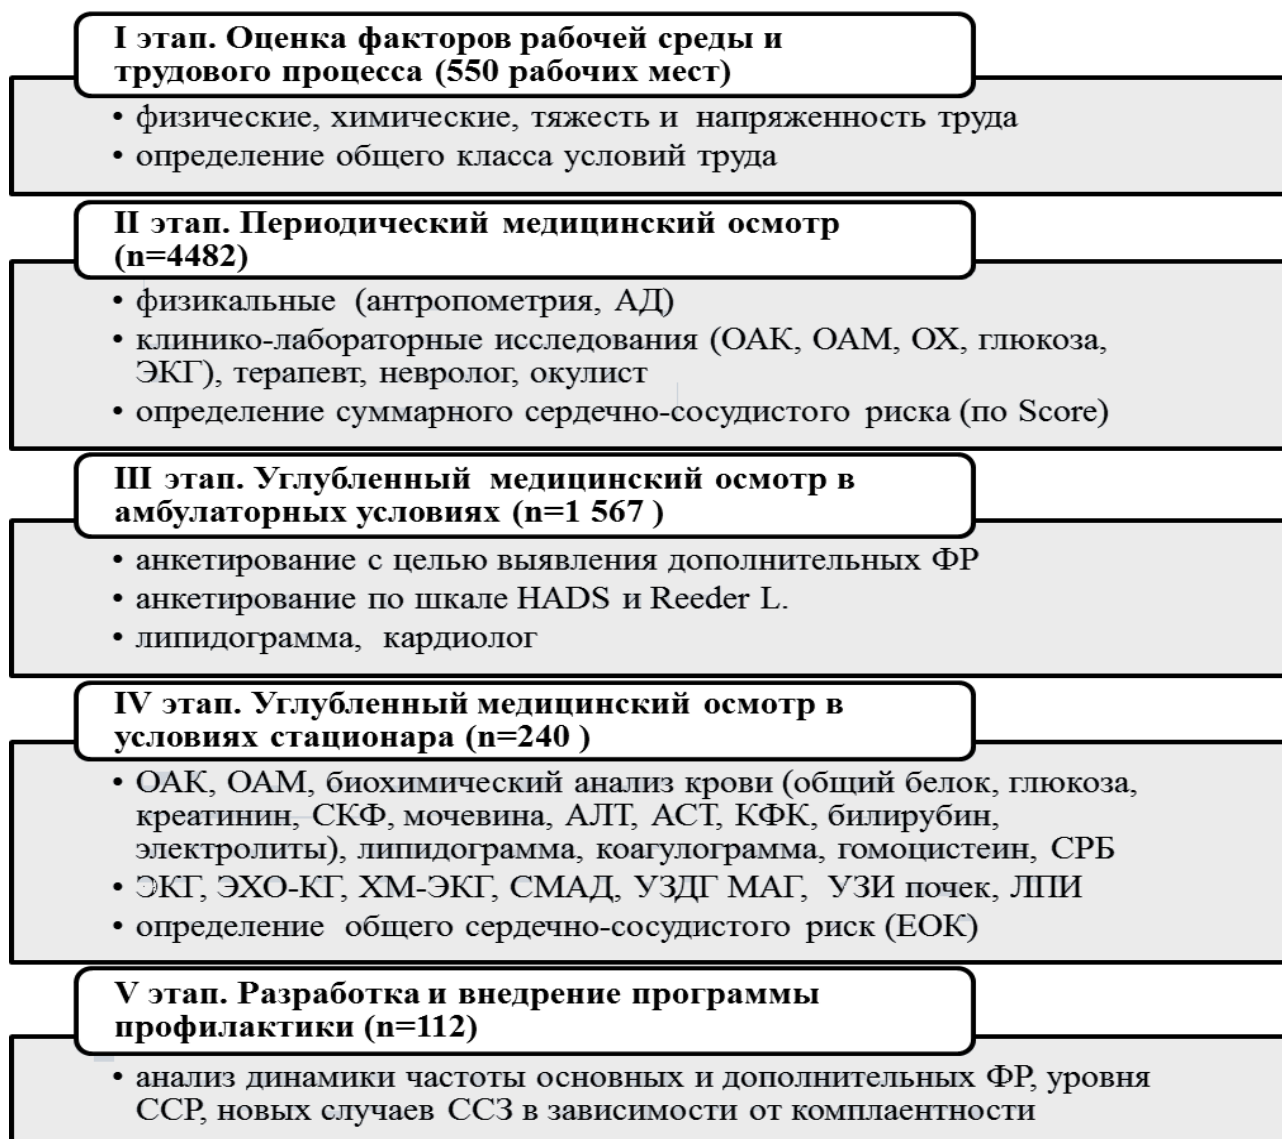 I этап. Оценка факторов рабочей среды и
трудового процесса (550 рабочих мест)
• физические, химические, тяжесть и напряженность труда
• определение общего класса условий труда
II этап. Периодический медицинский осмотр
(n=4482)
• физикальные (антропометрия, АД)
• клинико-лабораторные исследования (ОАК, ОАМ, ОХ, глюкоза,
ЭКГ), терапевт, невролог, окулист
• определение суммарного сердечно-сосудистого риска (по Score)
III этап. Углубленный медицинский осмотр в
амбулаторных условиях (n=1 567 )
• анкетирование с целью выявления дополнительных ФР
• анкетирование по шкале HADS и Reeder L.
• липидограмма, кардиолог
IV этап. Углубленный медицинский осмотр в
условиях стационара (n=240 )
• ОАК, ОАМ, биохимический анализ крови (общий белок, глюкоза,
креатинин, СКФ, мочевина, АЛТ, АСТ, КФК, билирубин,
электролиты), липидограмма, коагулограмма, гомоцистеин, СРБ
• ЭКГ, ЭХО-КГ, ХМ-ЭКГ, СМАД, УЗДГ МАГ, УЗИ почек, ЛПИ
• определение общего сердечно-сосудистого риск (ЕОК)
V этап. Разработка и внедрение программы
профилактики (n=112)
• анализ динамики частоты основных и дополнительных ФР, уровня
ССР, новых случаев ССЗ в зависимости от комплаентности